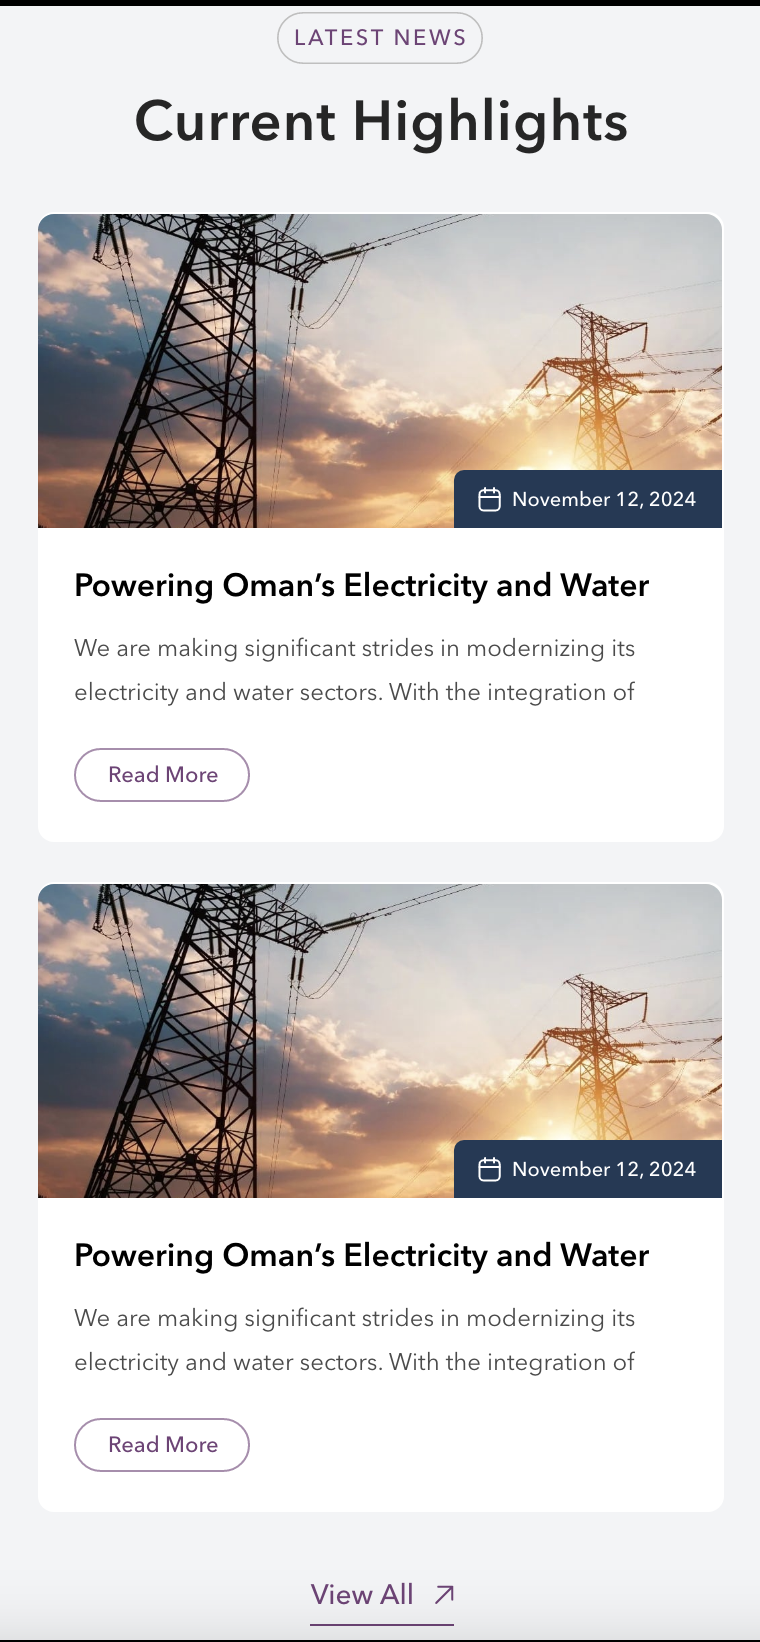 LATEST NEWS
Current Highlights
November 12, 2024
Powering Oman’s Electricity and Water
We are making significant strides in modernizing its
electricity and water sectors. With the integration of
Read More
November 12, 2024
Powering Oman’s Electricity and Water
We are making significant strides in modernizing its
electricity and water sectors. With the integration of
Read More
View All